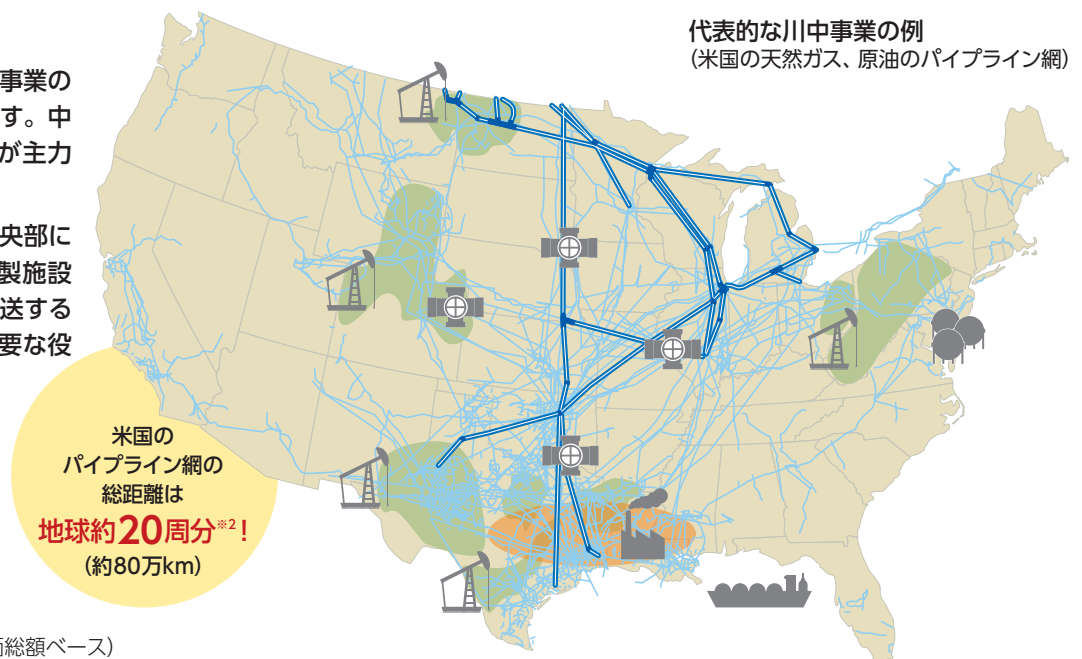 代表的な川中事業の例
(米国の天然ガス、原油のパイプライン網)
事業の
す。中
が主力
央部に
製施設
送する
要な役
米国の
パイプライン網の
総距離は
地球約20周分※2!
(約80万km)
総額ベース)